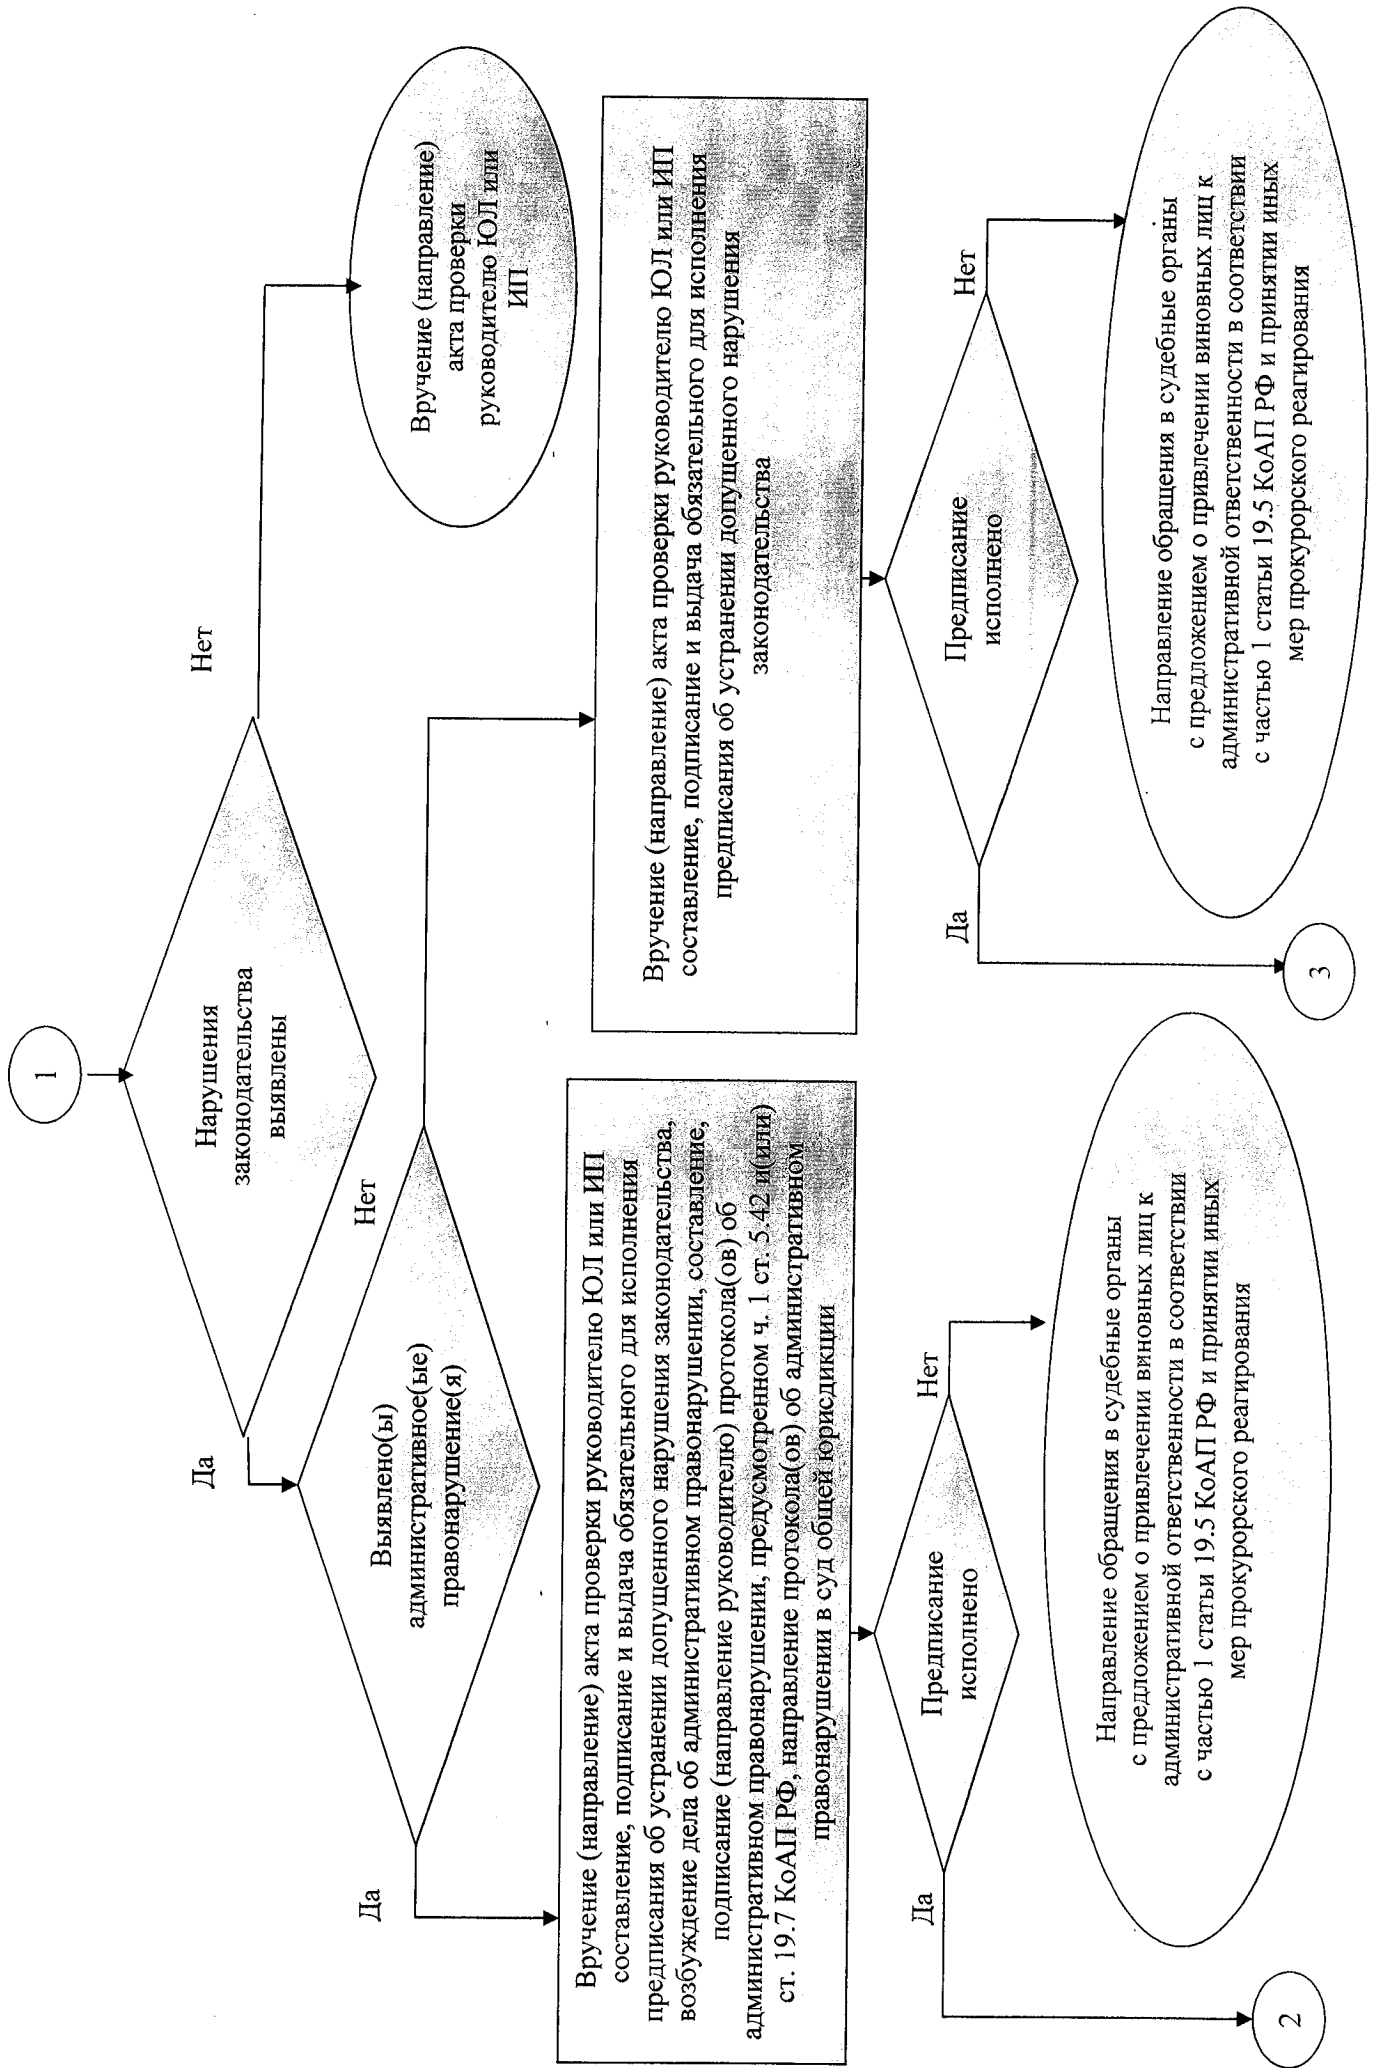 1
Нарушения
законодательства
выявлены
Да
Нет
Вручение (направление)
акта проверки
руководителю ЮЛ или
ИП
Выявлено(ы)
административное(ые)
правонарушение(я)
Да
Нет
Вручение (направление) акта проверки руководителю ЮЛ или ИП
составление, подписание и выдача обязательного для исполнения
предписания об устранении допущенного нарушения законодательства,
возбуждение дела об административном правонарушении, составление,
подписание (направление руководителю) протокола(ов) об
административном правонарушении, предусмотренном ч. 1 ст. 5.42 и(или)
ст. 19.7 КоАП РФ, направление протокола(ов) об административном
правонарушении в суд общей юрисдикции
Вручение (направление) акта проверки руководителю ЮЛ или ИП
составление, подписание и выдача обязательного для исполнения
предписания об устранении допущенного нарушения
законодательства
Предписание
исполнено
Да
Нет
Предписание
исполнено
Да
Нет
Направление обращения в судебные органы
с предложением о привлечении виновных лиц к
административной ответственности в соответствии
с частью 1 статьи 19.5 КоАП РФ и принятии иных
мер прокурорского реагирования
Направление обращения в судебные органы
с предложением о привлечении виновных лиц к
административной ответственности в соответствии
с частью 1 статьи 19.5 КоАП РФ и принятии иных
мер прокурорского реагирования
2
3